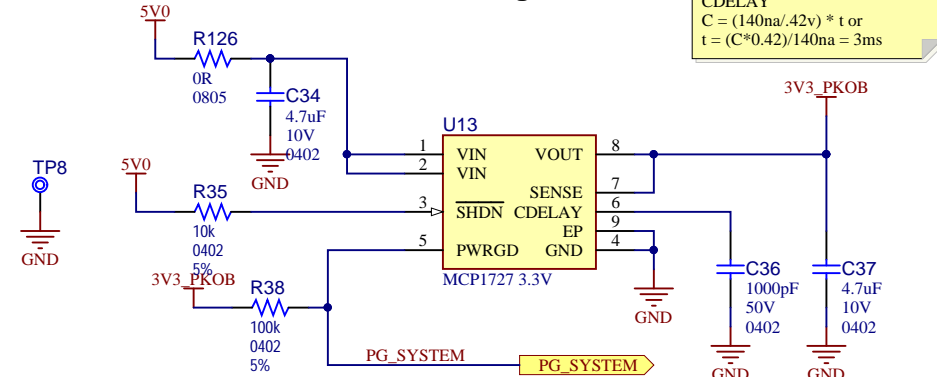 CDELAY
C = (140na/.42v) * t or
t = (C*0.42)/140na = 3ms
5V0
R126
0R
0805
C34
4.7uF
10V
0402
GND
3V3_PKOB
U13
1
VIN
VOUT
8
2
VIN
SENSE
7
3
SHDN
CDELAY
6
EP
9
5
PWRGD
GND
4
MCP1727 3.3V
TP8
GND
5V0
R35
10k
0402
5%
3V3_PKOB
R38
100k
0402
5%
PG_SYSTEM
PG_SYSTEM
GND
C36
1000pF
50V
0402
GND
C37
4.7uF
10V
0402
GND